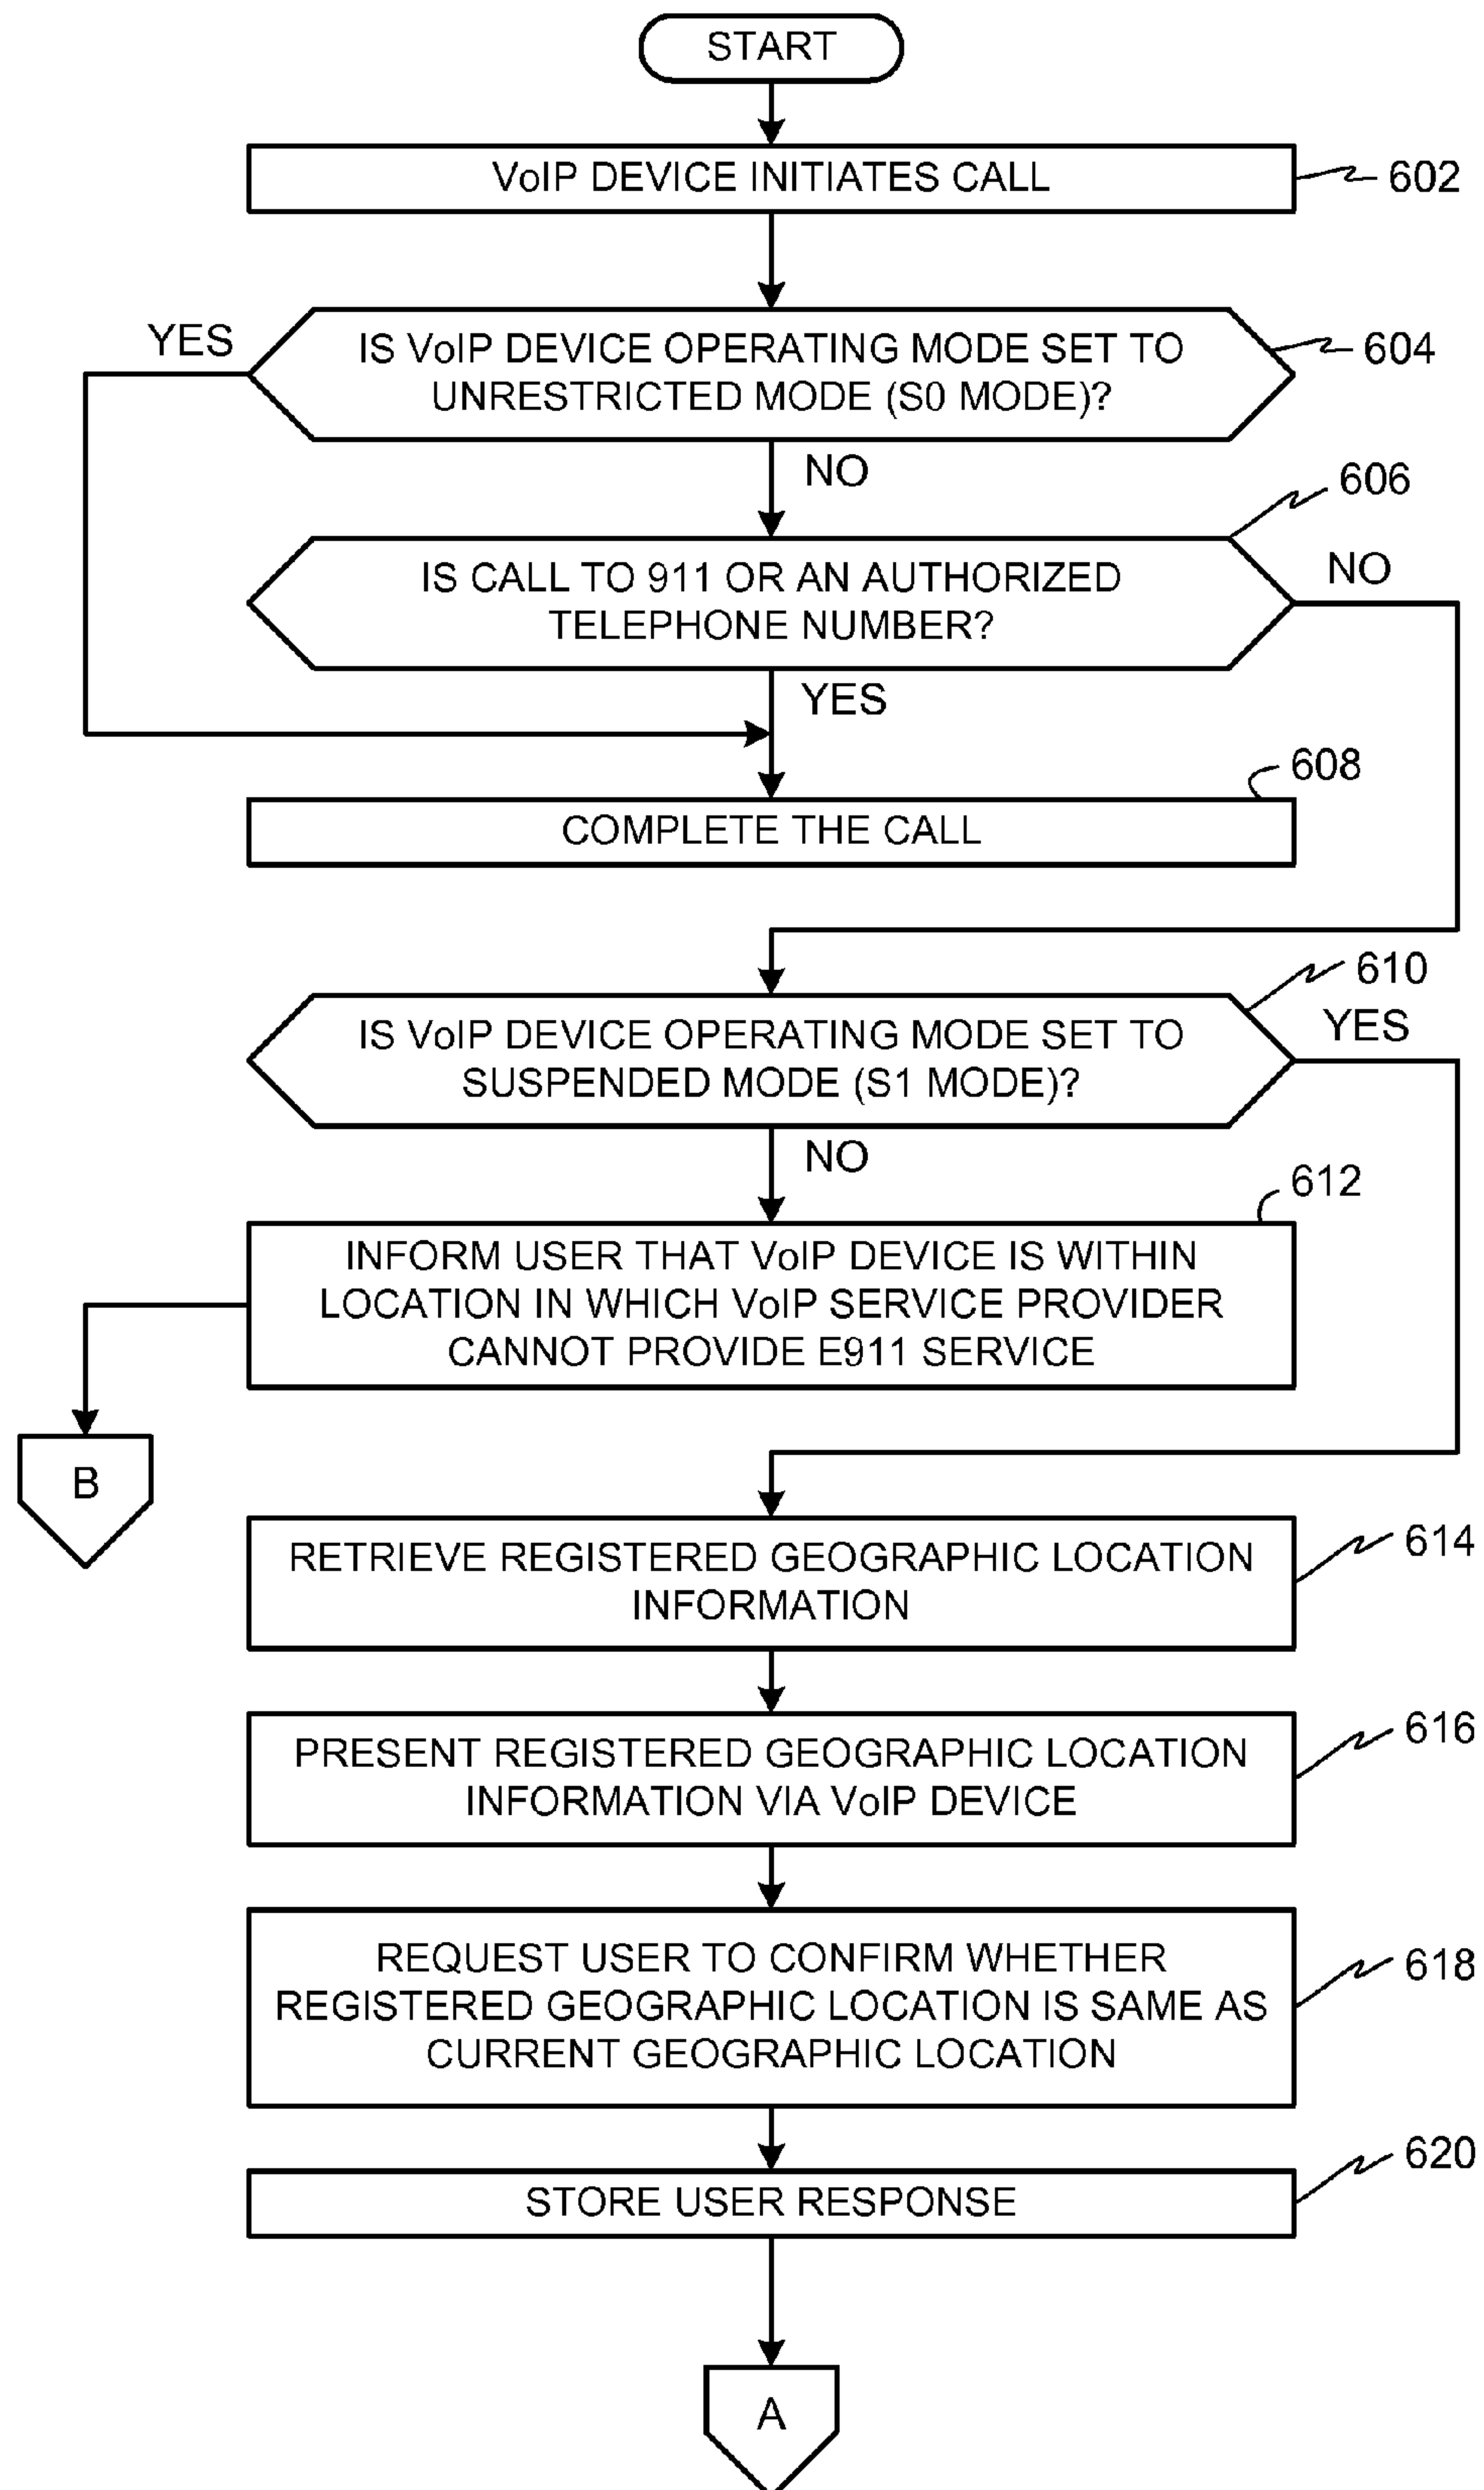 START
VoIP DEVICE INITIATES CALL
602
YES
IS VoIP DEVICE OPERATING MODE SET TO
UNRESTRICTED MODE (S0 MODE)?
604
NO
606
IS CALL TO 911 OR AN AUTHORIZED
TELEPHONE NUMBER?
NO
YES
608
COMPLETE THE CALL
610
IS VoIP DEVICE OPERATING MODE SET TO
SUSPENDED MODE (S1 MODE)?
YES
NO
612
INFORM USER THAT VoIP DEVICE IS WITHIN
LOCATION IN WHICH VoIP SERVICE PROVIDER
CANNOT PROVIDE E911 SERVICE
B
RETRIEVE REGISTERED GEOGRAPHIC LOCATION
INFORMATION
614
PRESENT REGISTERED GEOGRAPHIC LOCATION
INFORMATION VIA VoIP DEVICE
616
REQUEST USER TO CONFIRM WHETHER
REGISTERED GEOGRAPHIC LOCATION IS SAME AS
CURRENT GEOGRAPHIC LOCATION
618
STORE USER RESPONSE
620
A